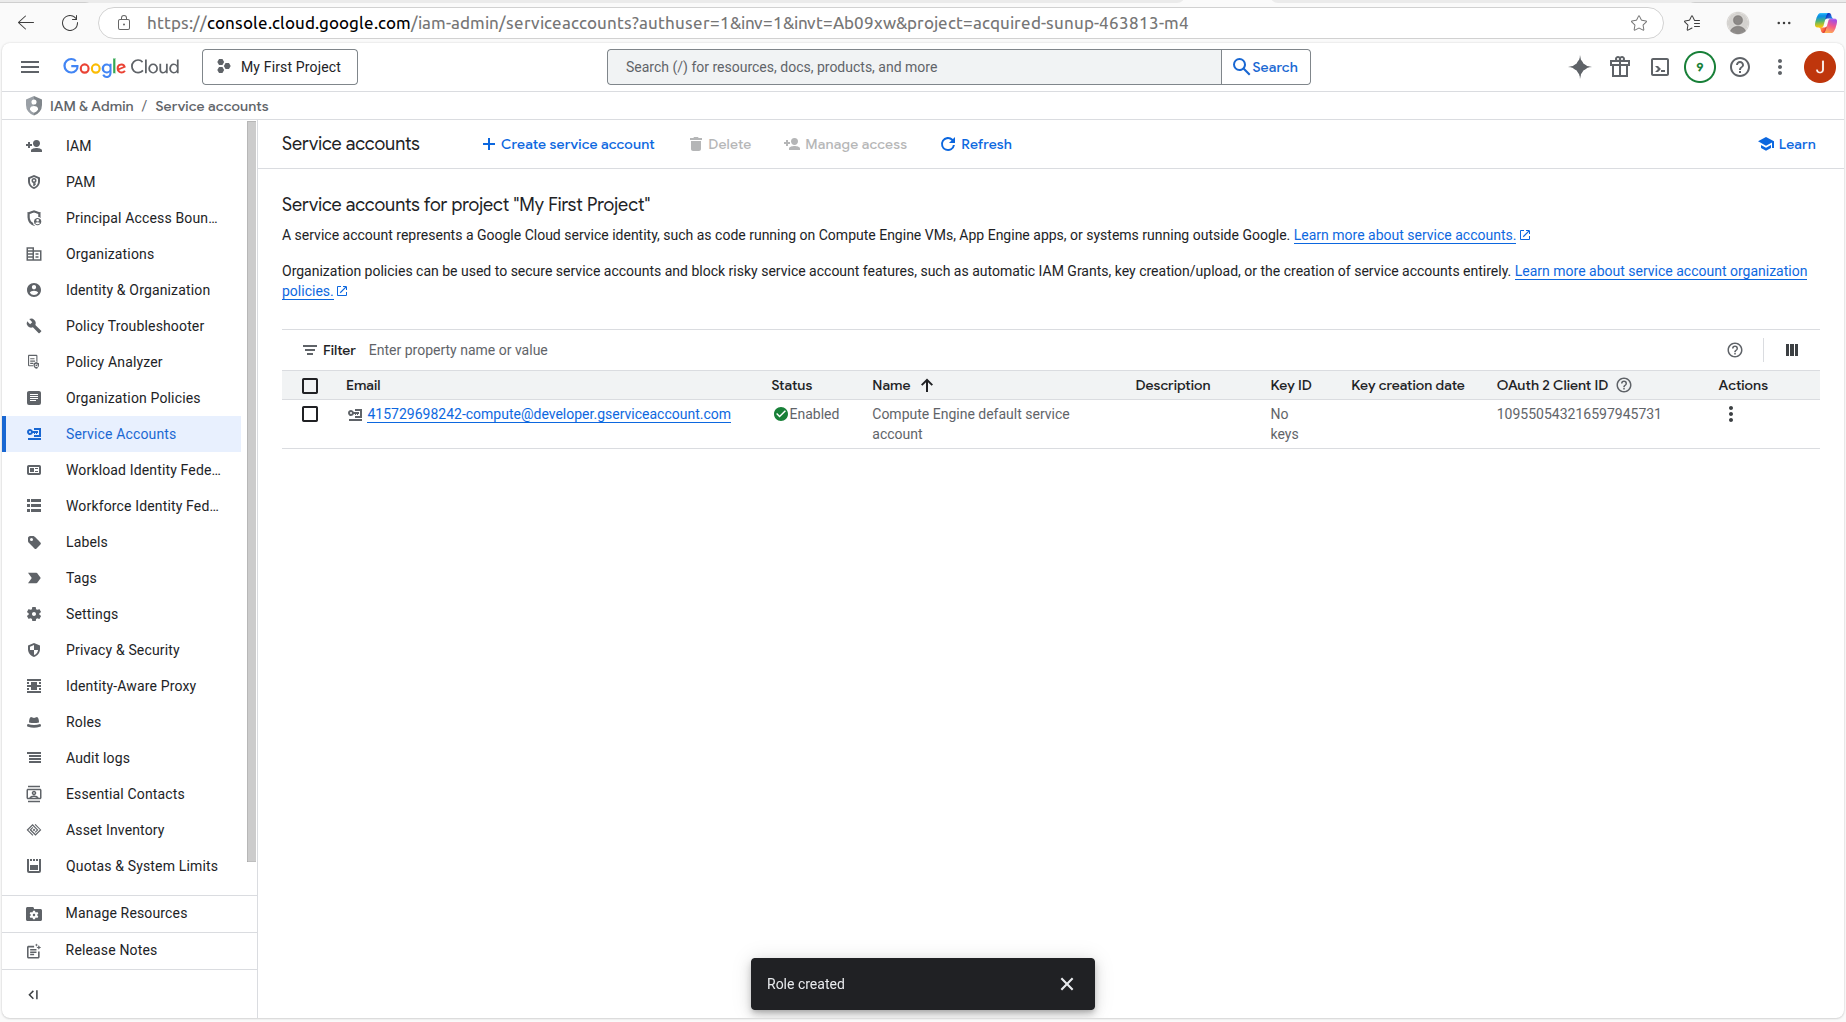 https://console.cloud.google.com/iam-admin/serviceaccounts?authuser=1&inv=1&invt=Ab09xw&project=acquired-sunup-463813-m4
Google Cloud
My First Project
Search (/) for resources, docs, products, and more
Search
9
J
IAM & Admin / Service accounts
IAM
PAM
Principal Access Boun...
Organizations
Identity & Organization
Policy Troubleshooter
Policy Analyzer
Organization Policies
Service Accounts
Workload Identity Fede...
Workforce Identity Fed...
Labels
Tags
Settings
Privacy & Security
Identity-Aware Proxy
Roles
Audit logs
Essential Contacts
Asset Inventory
Quotas & System Limits
Manage Resources
Release Notes
Service accounts
Create service account
Delete
Manage access
Refresh
Learn
Service accounts for project "My First Project"
A service account represents a Google Cloud service identity, such as code running on Compute Engine VMs, App Engine apps, or systems running outside Google. Learn more about service accounts.
Organization policies can be used to secure service accounts and block risky service account features, such as automatic IAM Grants, key creation/upload, or the creation of service accounts entirely. Learn more about service account organization
policies.
Filter Enter property name or value
Email Status Name Description Key ID Key creation date OAuth 2 Client ID Actions
415729698242-compute@developer.gserviceaccount.com Enabled Compute Engine default service No 109550543216597945731
account keys
Role created